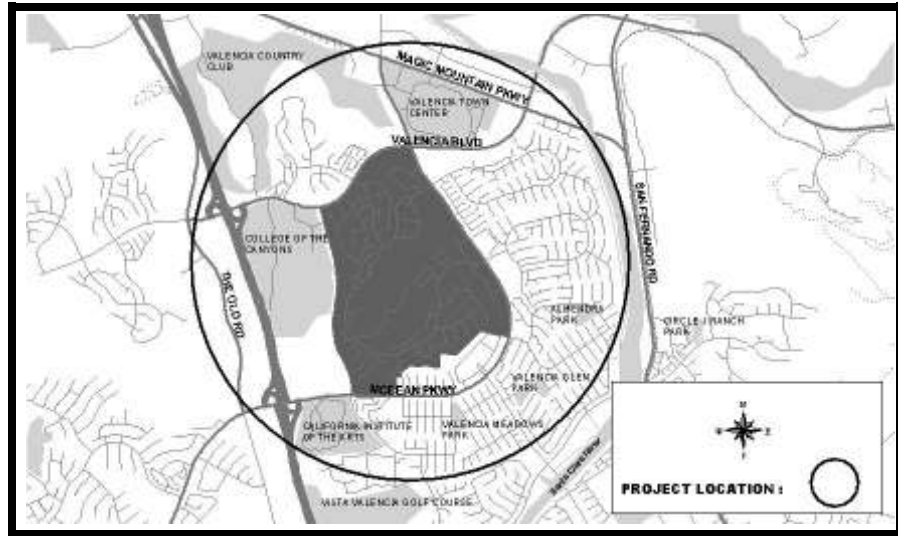 VALENCIA COUNTRY
CLUB
MAGIC MOUNTAIN PKWY
VALENCIA TOWN
CENTER
VALENCIA BLVD
SAN FERNANDO RD
COLLEGE OF THE
CANYONS
THE OLD RD
ALMENDRA
PARK
CIRCLE J RANCH
PARK
VALENCIA GLEN
PARK
MCBEAN PKWY
CALIFORNIA INSTITUTE
OF THE ARTS
VALENCIA MEADOWS
PARK
Santa Clara River
VISTA VALENCIA GOLF COURSE
N
E
PROJECT LOCATION :